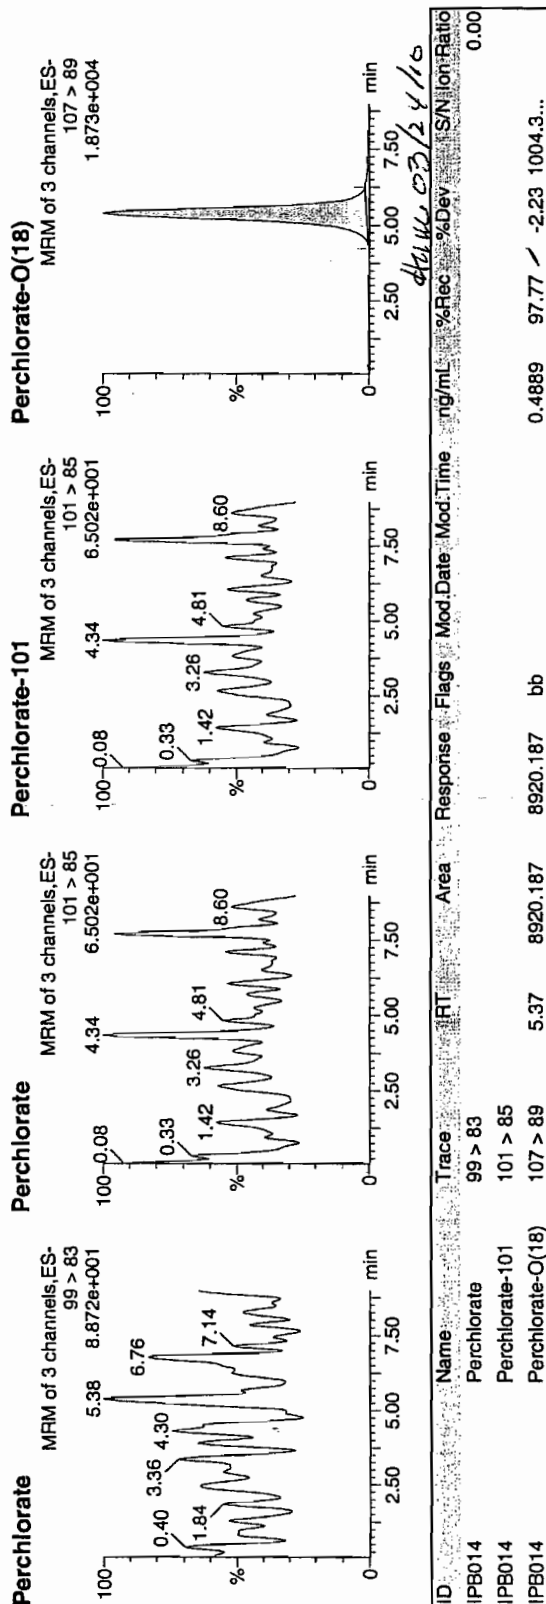 Perchlorate
MRM of 3 channels,ES-
99 > 83
8.872e+001
100
%
0
0.40
1.84
3.36
4.30
5.38
6.76
7.14
2.50
5.00
7.50
min
Perchlorate
MRM of 3 channels,ES-
101 > 85
6.502e+001
100
%
0
0.08
0.33
1.42
3.26
4.34
4.81
8.60
2.50
5.00
7.50
min
Perchlorate-101
MRM of 3 channels,ES-
101 > 85
6.502e+001
100
%
0
0.08
0.33
1.42
3.26
4.34
4.81
8.60
2.50
5.00
7.50
min
Perchlorate-O(18)
MRM of 3 channels,ES-
107 > 89
1.873e+004
100
%
0
2.50
5.00
7.50
min
03/24/10
ID Name Trace RT Area Response Flags Mod.Date Mod.Time ng/mL %Rec %Dev S/N Ion Ratio
IPB014 Perchlorate 99 > 83 0.00
IPB014 Perchlorate-101 101 > 85
IPB014 Perchlorate-O(18) 107 > 89 5.37 8920.187 8920.187 bb 0.4889 97.77 -2.23 1004.3...